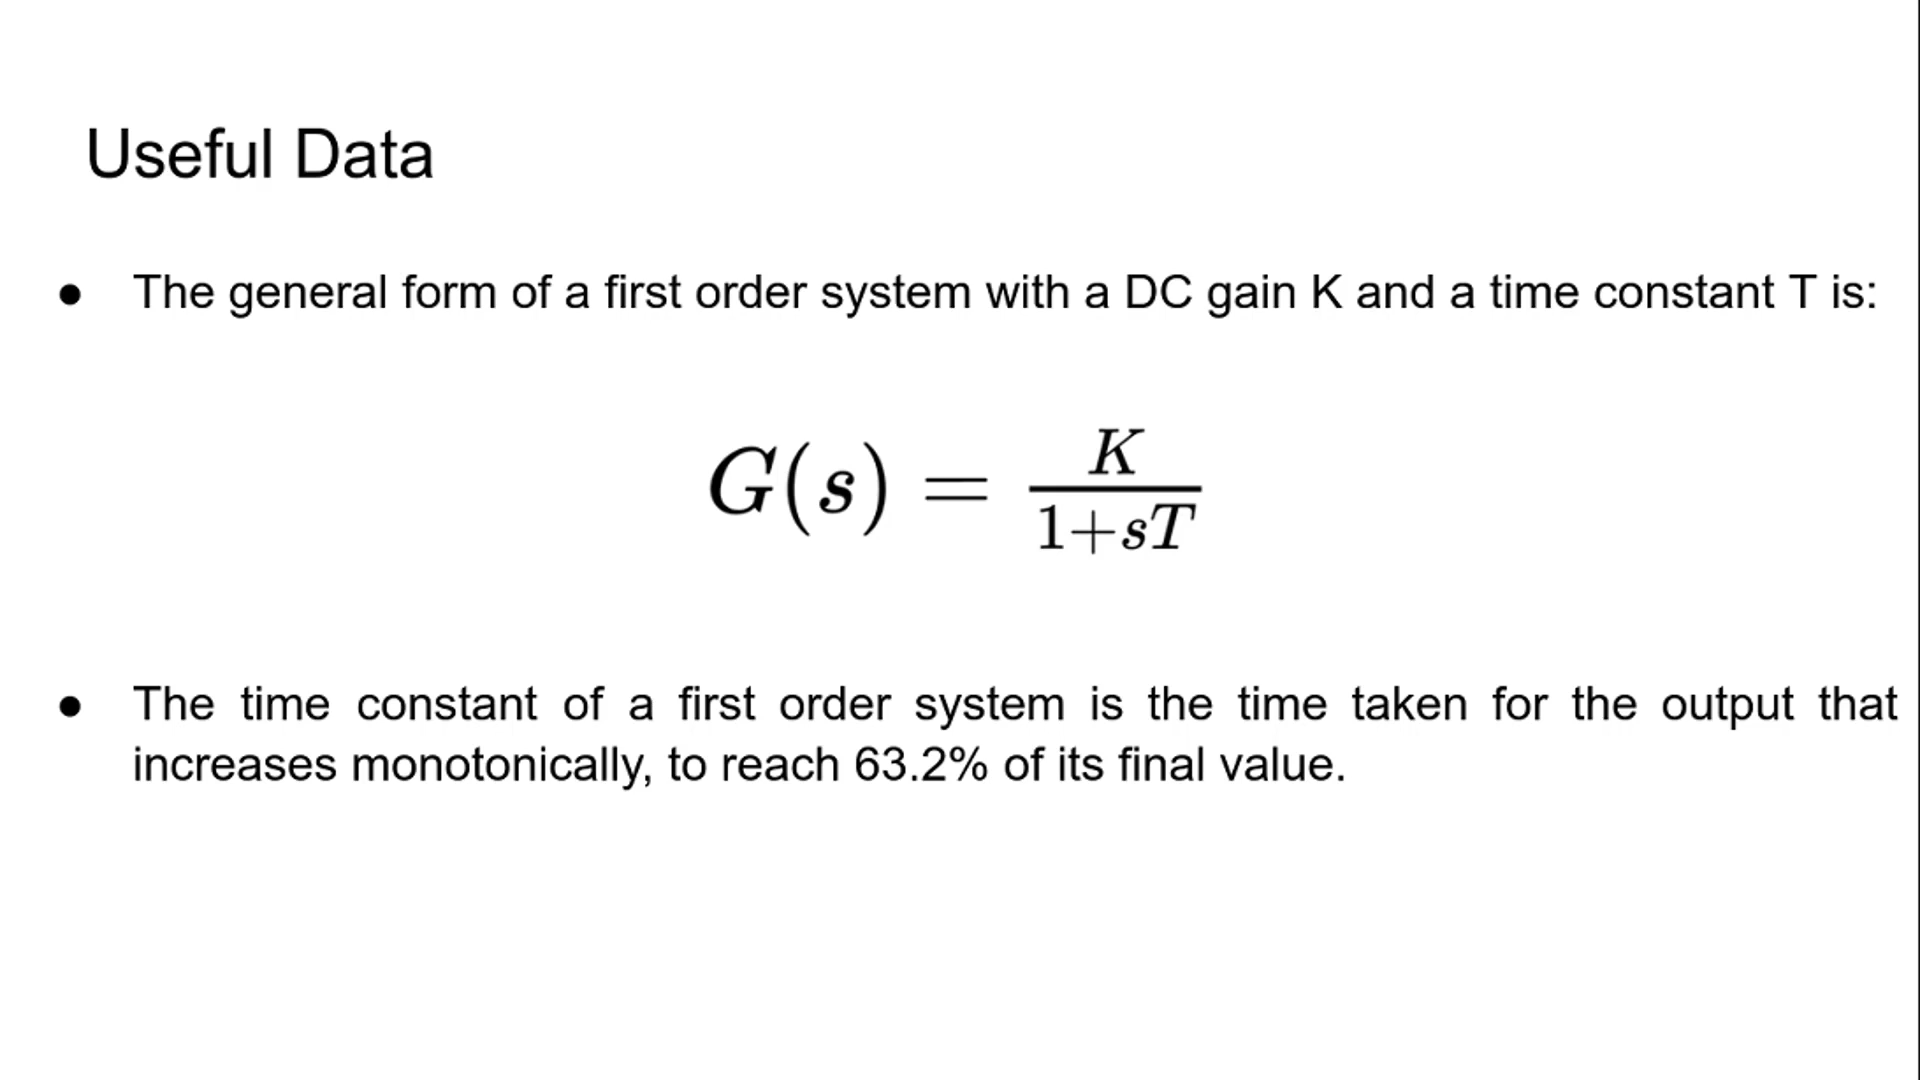 Useful Data
● The general form of a first order system with a DC gain K and a time constant T is:
G(s) = \frac{K}{1+sT}
● The time constant of a first order system is the time taken for the output that
increases monotonically, to reach 63.2% of its final value.